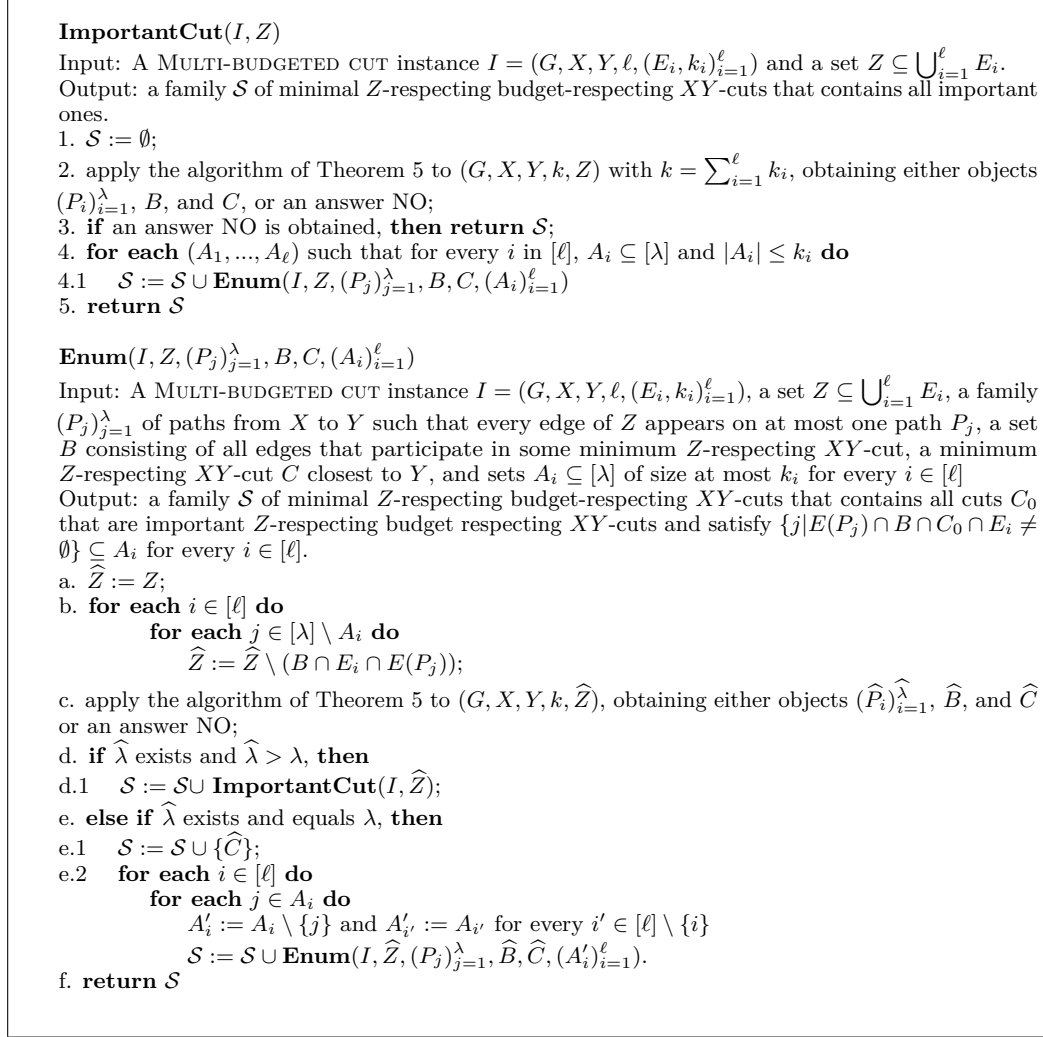 ImportantCut(I, Z)
Input: A MULTI-BUDGETED CUT instance I = (G, X, Y, ℓ, (E_i, k_i)_{i=1}^ℓ) and a set Z ⊆ ⋃_{i=1}^ℓ E_i.
Output: a family 𝒮 of minimal Z-respecting budget-respecting XY-cuts that contains all important
ones.
1. 𝒮 := ∅;
2. apply the algorithm of Theorem 5 to (G, X, Y, k, Z) with k = ∑_{i=1}^ℓ k_i, obtaining either objects
(P_i)_{i=1}^λ, B, and C, or an answer NO;
3. if an answer NO is obtained, then return 𝒮;
4. for each (A_1, ..., A_ℓ) such that for every i in [ℓ], A_i ⊆ [λ] and |A_i| ≤ k_i do
4.1 𝒮 := 𝒮 ∪ Enum(I, Z, (P_j)_{j=1}^λ, B, C, (A_i)_{i=1}^ℓ)
5. return 𝒮
Enum(I, Z, (P_j)_{j=1}^λ, B, C, (A_i)_{i=1}^ℓ)
Input: A MULTI-BUDGETED CUT instance I = (G, X, Y, ℓ, (E_i, k_i)_{i=1}^ℓ), a set Z ⊆ ⋃_{i=1}^ℓ E_i, a family
(P_j)_{j=1}^λ of paths from X to Y such that every edge of Z appears on at most one path P_j, a set
B consisting of all edges that participate in some minimum Z-respecting XY-cut, a minimum
Z-respecting XY-cut C closest to Y, and sets A_i ⊆ [λ] of size at most k_i for every i ∈ [ℓ]
Output: a family 𝒮 of minimal Z-respecting budget-respecting XY-cuts that contains all cuts C_0
that are important Z-respecting budget respecting XY-cuts and satisfy {j|E(P_j) ∩ B ∩ C_0 ∩ E_i ≠
∅} ⊆ A_i for every i ∈ [ℓ].
a. Ẑ := Z;
b. for each i ∈ [ℓ] do
for each j ∈ [λ] \ A_i do
Ẑ := Ẑ \ (B ∩ E_i ∩ E(P_j));
c. apply the algorithm of Theorem 5 to (G, X, Y, k, Ẑ), obtaining either objects (P̂_i)_{i=1}^λ̂, B̂, and Ĉ
or an answer NO;
d. if λ̂ exists and λ̂ > λ, then
d.1 𝒮 := 𝒮∪ ImportantCut(I, Ẑ);
e. else if λ̂ exists and equals λ, then
e.1 𝒮 := 𝒮 ∪ {Ĉ};
e.2 for each i ∈ [ℓ] do
for each j ∈ A_i do
A′_i := A_i \ {j} and A′_{i′} := A_{i′} for every i′ ∈ [ℓ] \ {i}
𝒮 := 𝒮 ∪ Enum(I, Ẑ, (P_j)_{j=1}^λ, B̂, Ĉ, (A′_i)_{i=1}^ℓ).
f. return 𝒮